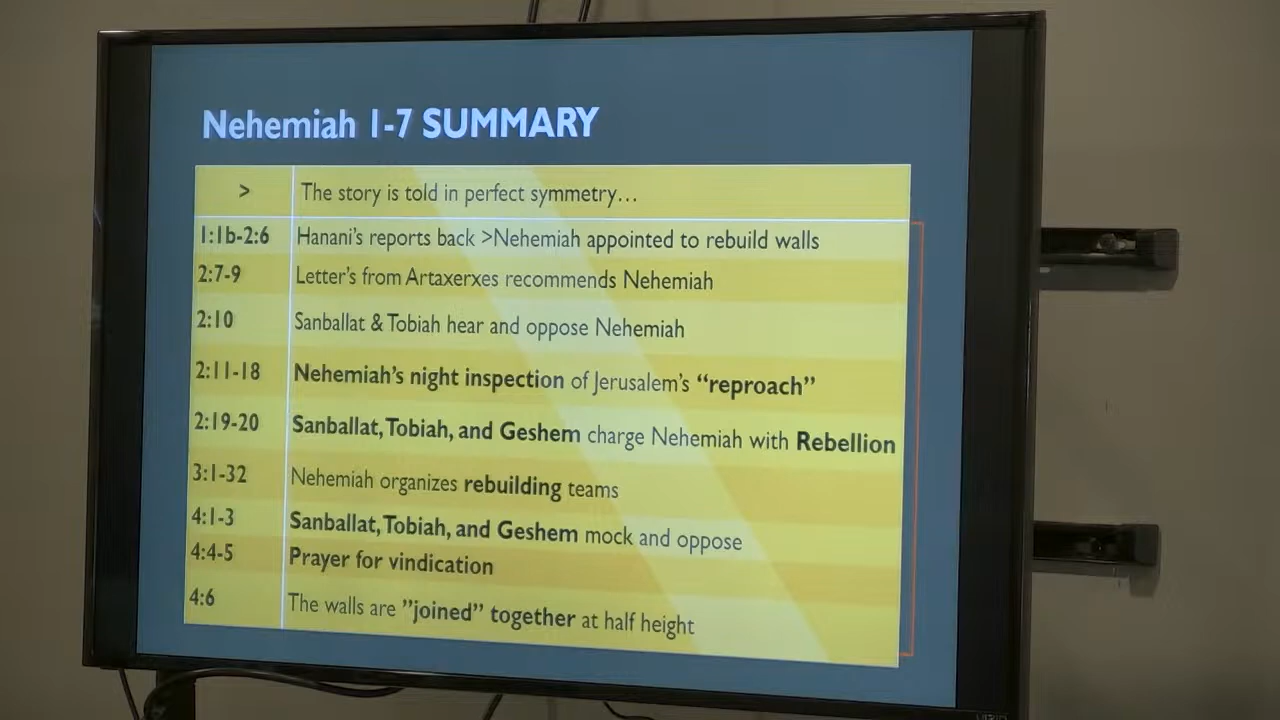 Nehemiah 1-7 SUMMARY
> The story is told in perfect symmetry…
1:1b-2:6 Hanani’s reports back >Nehemiah appointed to rebuild walls
2:7-9 Letter’s from Artaxerxes recommends Nehemiah
2:10 Sanballat & Tobiah hear and oppose Nehemiah
2:11-18 Nehemiah’s night inspection of Jerusalem’s “reproach”
2:19-20 Sanballat, Tobiah, and Geshem charge Nehemiah with Rebellion
3:1-32 Nehemiah organizes rebuilding teams
4:1-3 Sanballat, Tobiah, and Geshem mock and oppose
4:4-5 Prayer for vindication
4:6 The walls are ”joined” together at half height